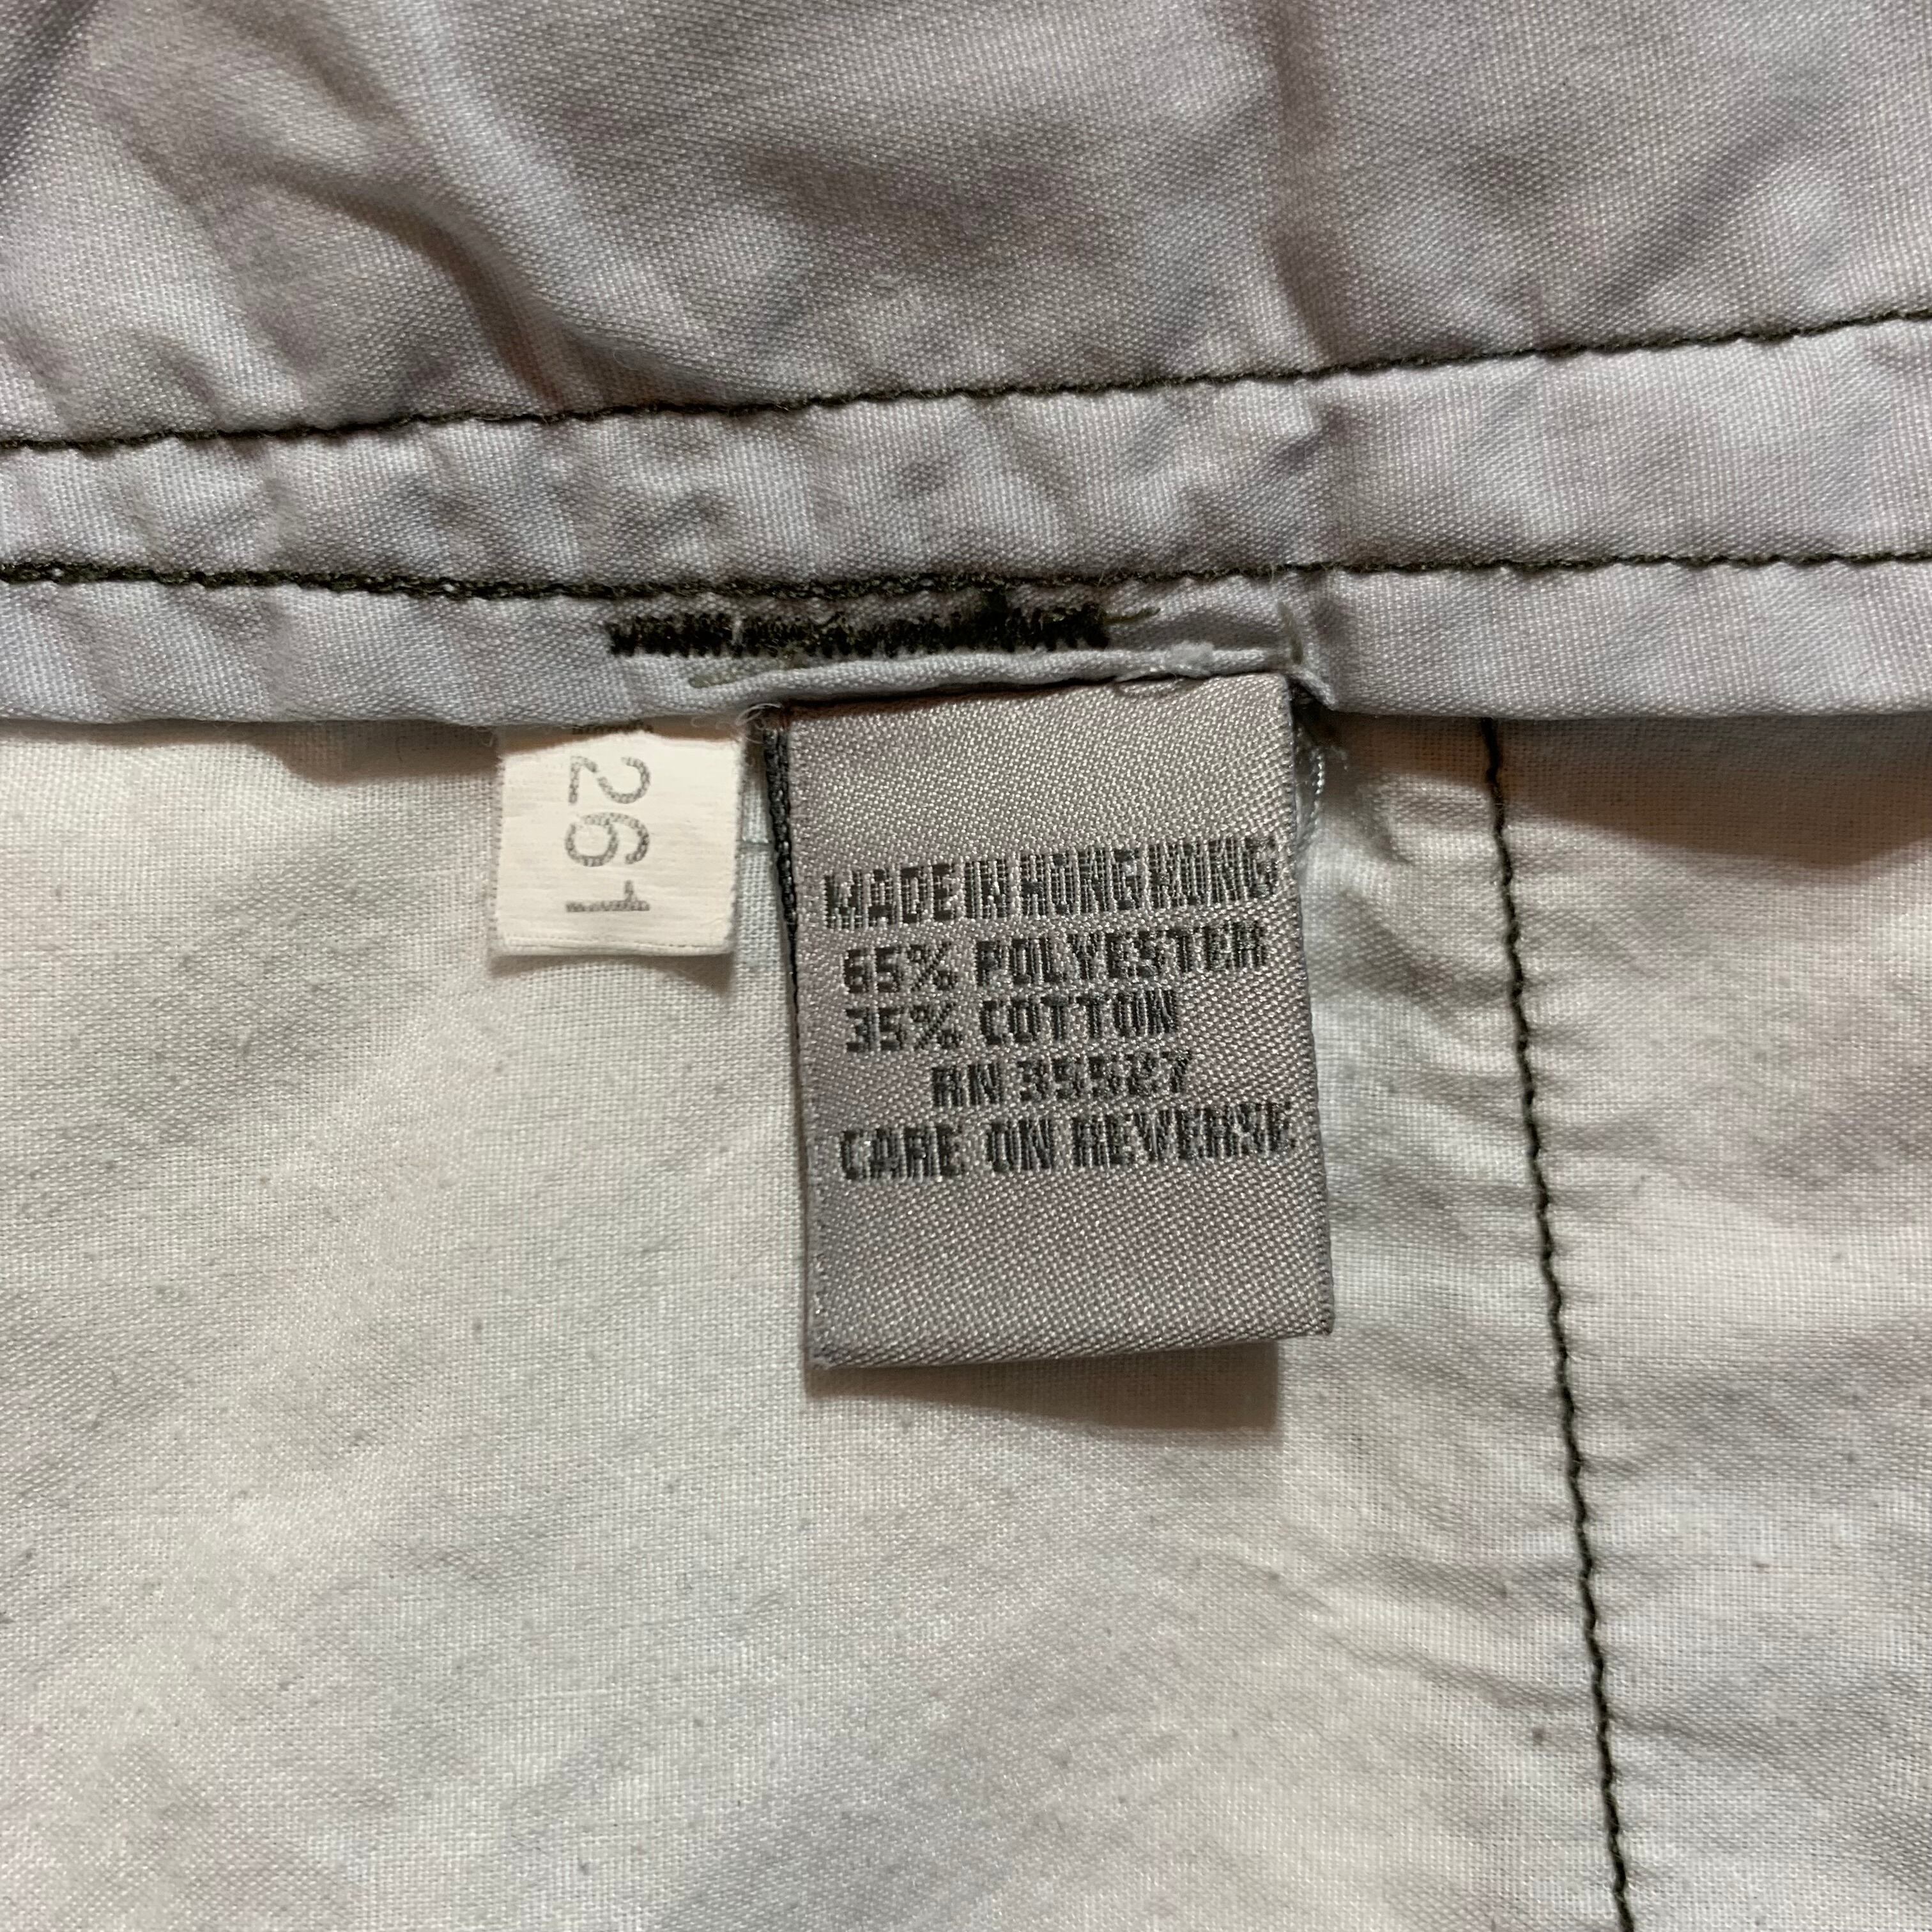 261
MADE IN HONG KONG
65% POLYESTER
35% COTTON
RN 35527
CARE ON REVERSE